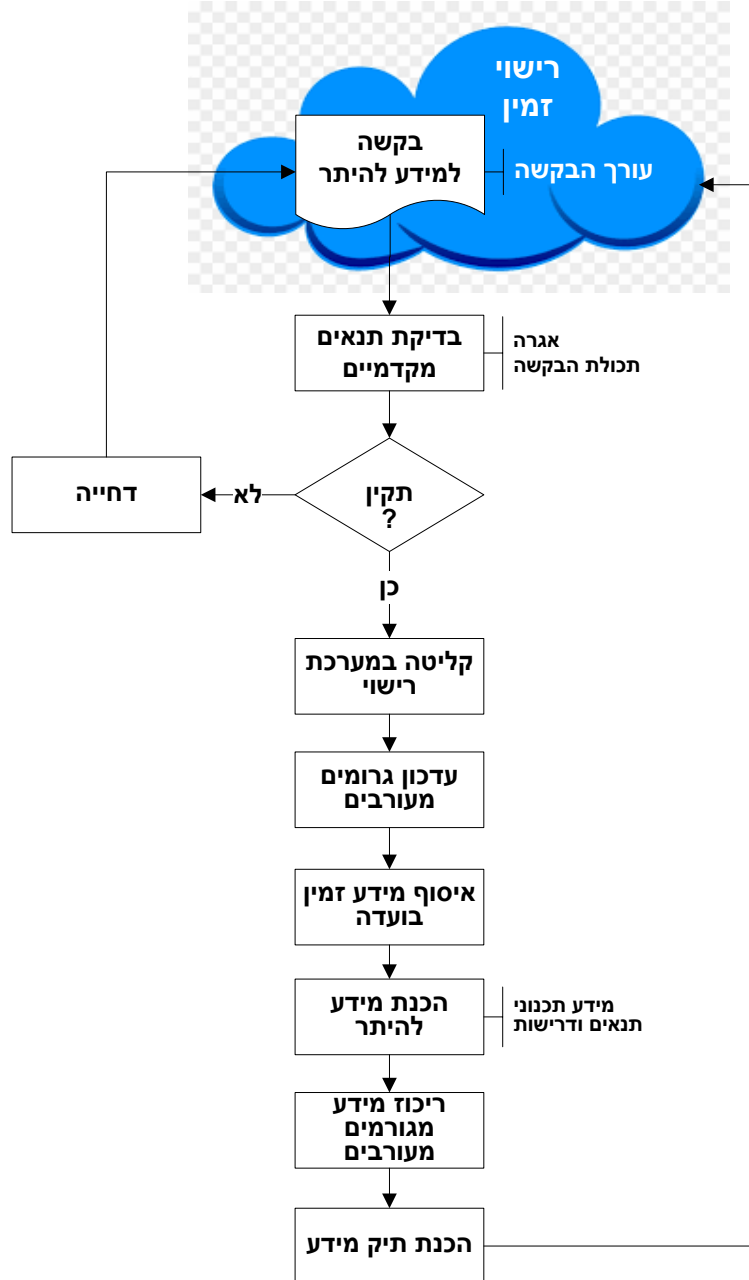 רישוי
זמין
בקשה
למידע להיתר
עורך הבקשה
בדיקת תנאים
מקדמיים
אגרה
תכולת הבקשה
תקין
?
לא
דחייה
כן
קליטה במערכת
רישוי
עדכון גרומים
מעורבים
איסוף מידע זמין
בועדה
הכנת מידע
להיתר
מידע תכנוני
תנאים ודרישות
ריכוז מידע
מגורמים
מעורבים
הכנת תיק מידע